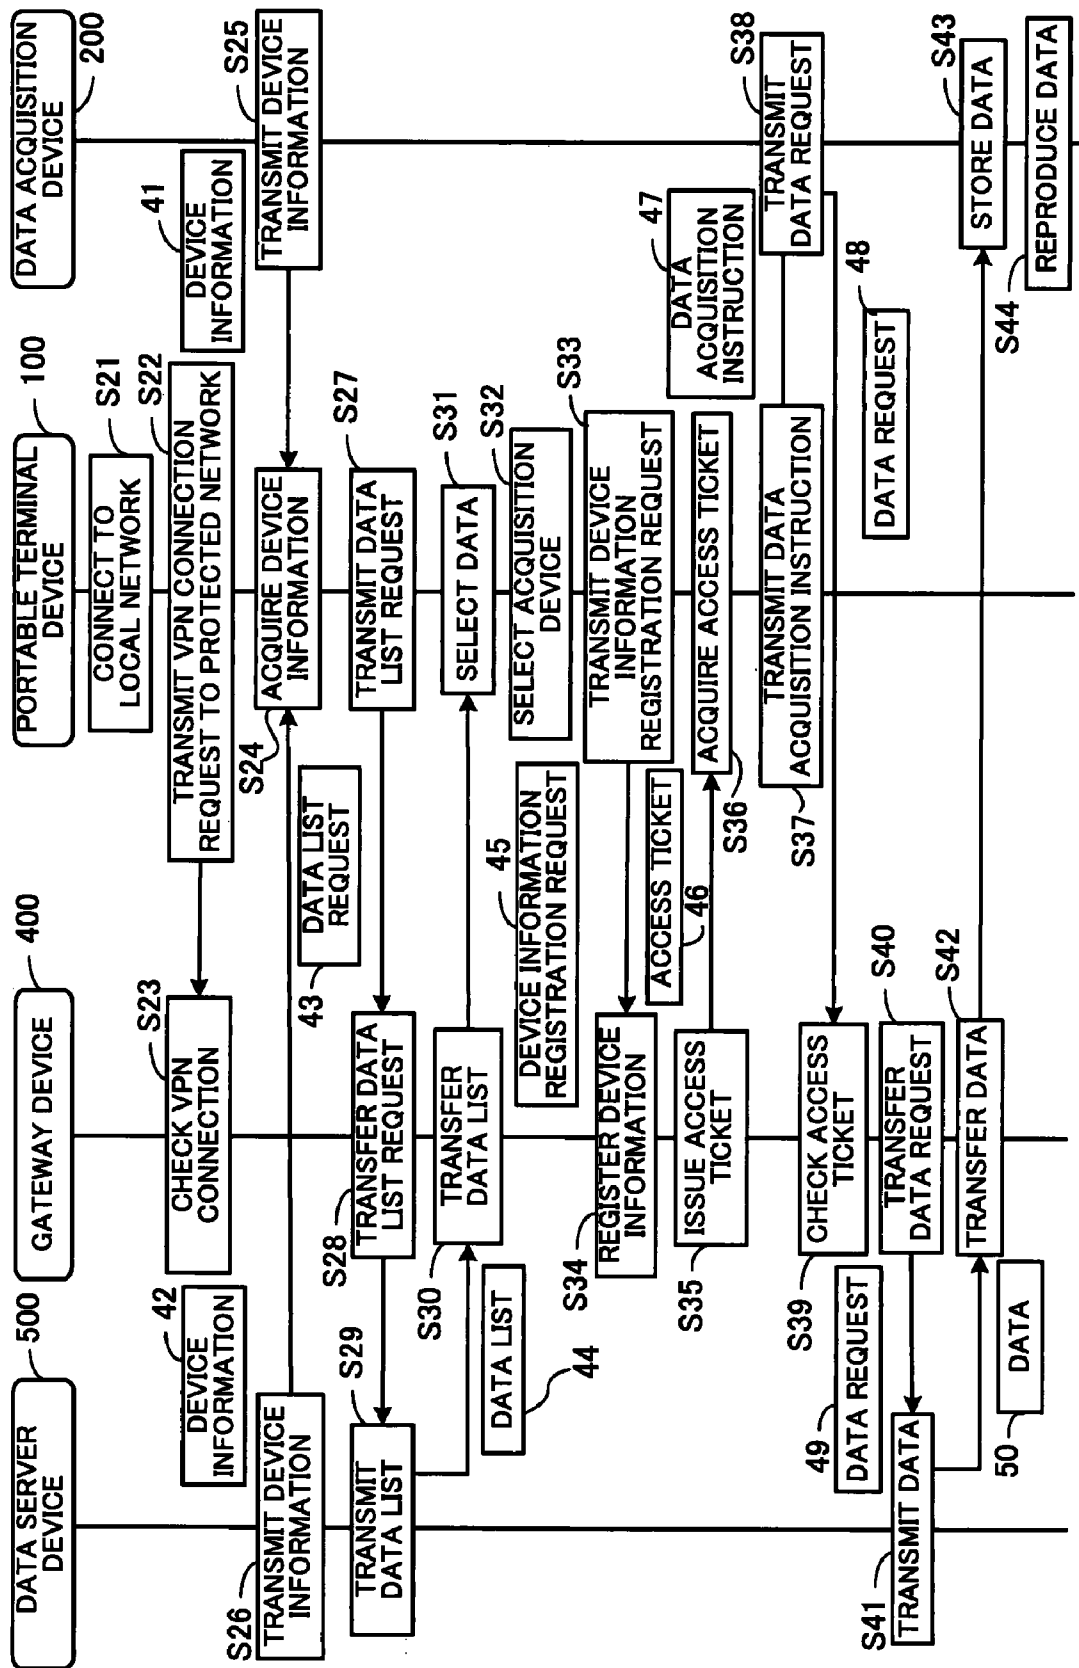 DATA SERVER
DEVICE
500
GATEWAY DEVICE
400
PORTABLE TERMINAL
DEVICE
100
DATA ACQUISITION
DEVICE
200
CONNECT TO
LOCAL NETWORK
S21
TRANSMIT VPN CONNECTION
REQUEST TO PROTECTED NETWORK
S22
CHECK VPN
CONNECTION
S23
DEVICE
INFORMATION
42
DEVICE
INFORMATION
41
S26
TRANSMIT DEVICE
INFORMATION
S24
ACQUIRE DEVICE
INFORMATION
TRANSMIT DEVICE
INFORMATION
S25
43
DATA LIST
REQUEST
TRANSMIT
DATA LIST
S29
S28
TRANSFER DATA
LIST REQUEST
TRANSMIT DATA
LIST REQUEST
S27
S30
TRANSFER
DATA LIST
SELECT DATA
S31
DATA LIST
44
DEVICE INFORMATION
REGISTRATION REQUEST
45
SELECT ACQUISITION
DEVICE
S32
S34
REGISTER DEVICE
INFORMATION
TRANSMIT DEVICE
INFORMATION
REGISTRATION REQUEST
S33
ACCESS TICKET
46
S35
ISSUE ACCESS
TICKET
S36
ACQUIRE ACCESS TICKET
DATA
ACQUISITION
INSTRUCTION
47
S37
TRANSMIT DATA
ACQUISITION INSTRUCTION
TRANSMIT
DATA REQUEST
S38
S39
CHECK ACCESS
TICKET
DATA REQUEST
48
49
DATA REQUEST
TRANSFER
DATA REQUEST
S40
S41
TRANSMIT DATA
TRANSFER DATA
S42
STORE DATA
S43
50
DATA
S44
REPRODUCE DATA